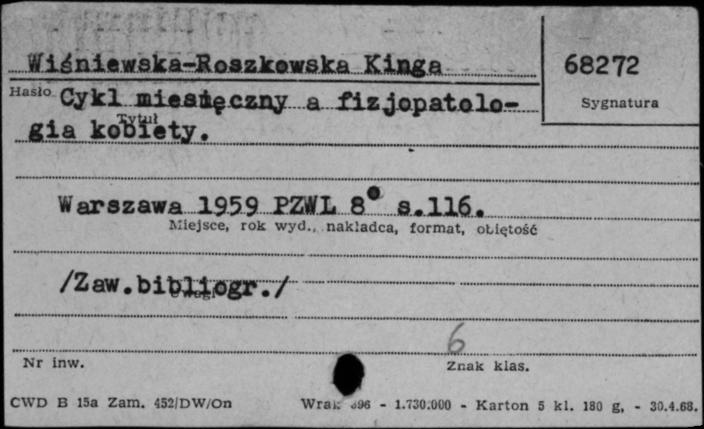 Wiśniewska-Roszkowska Kinga
68272
Hasło
Cykl miesięczny a fizjopatolo-
Sygnatura
Tytuł
gia kobiety.
Warszawa 1959 PZWL 8° s.116.
Miejsce, rok wyd., nakładca, format, objętość
/Zaw.bibliogr./
Uwagi
6
Nr inw.
Znak klas.
CWD B 15a Zam. 452/DW/On
- 1.730.000 - Karton 5 kl. 180 g, - 30.4.68.